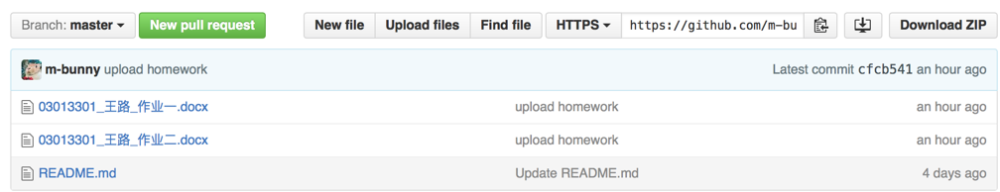 Branch: master New pull request New file Upload files Find file HTTPS https://github.com/m-bu Download ZIP
m-bunny upload homework Latest commit cfcb541 an hour ago
03013301_王路_作业一.docx upload homework an hour ago
03013301_王路_作业二.docx upload homework an hour ago
README.md Update README.md 4 days ago